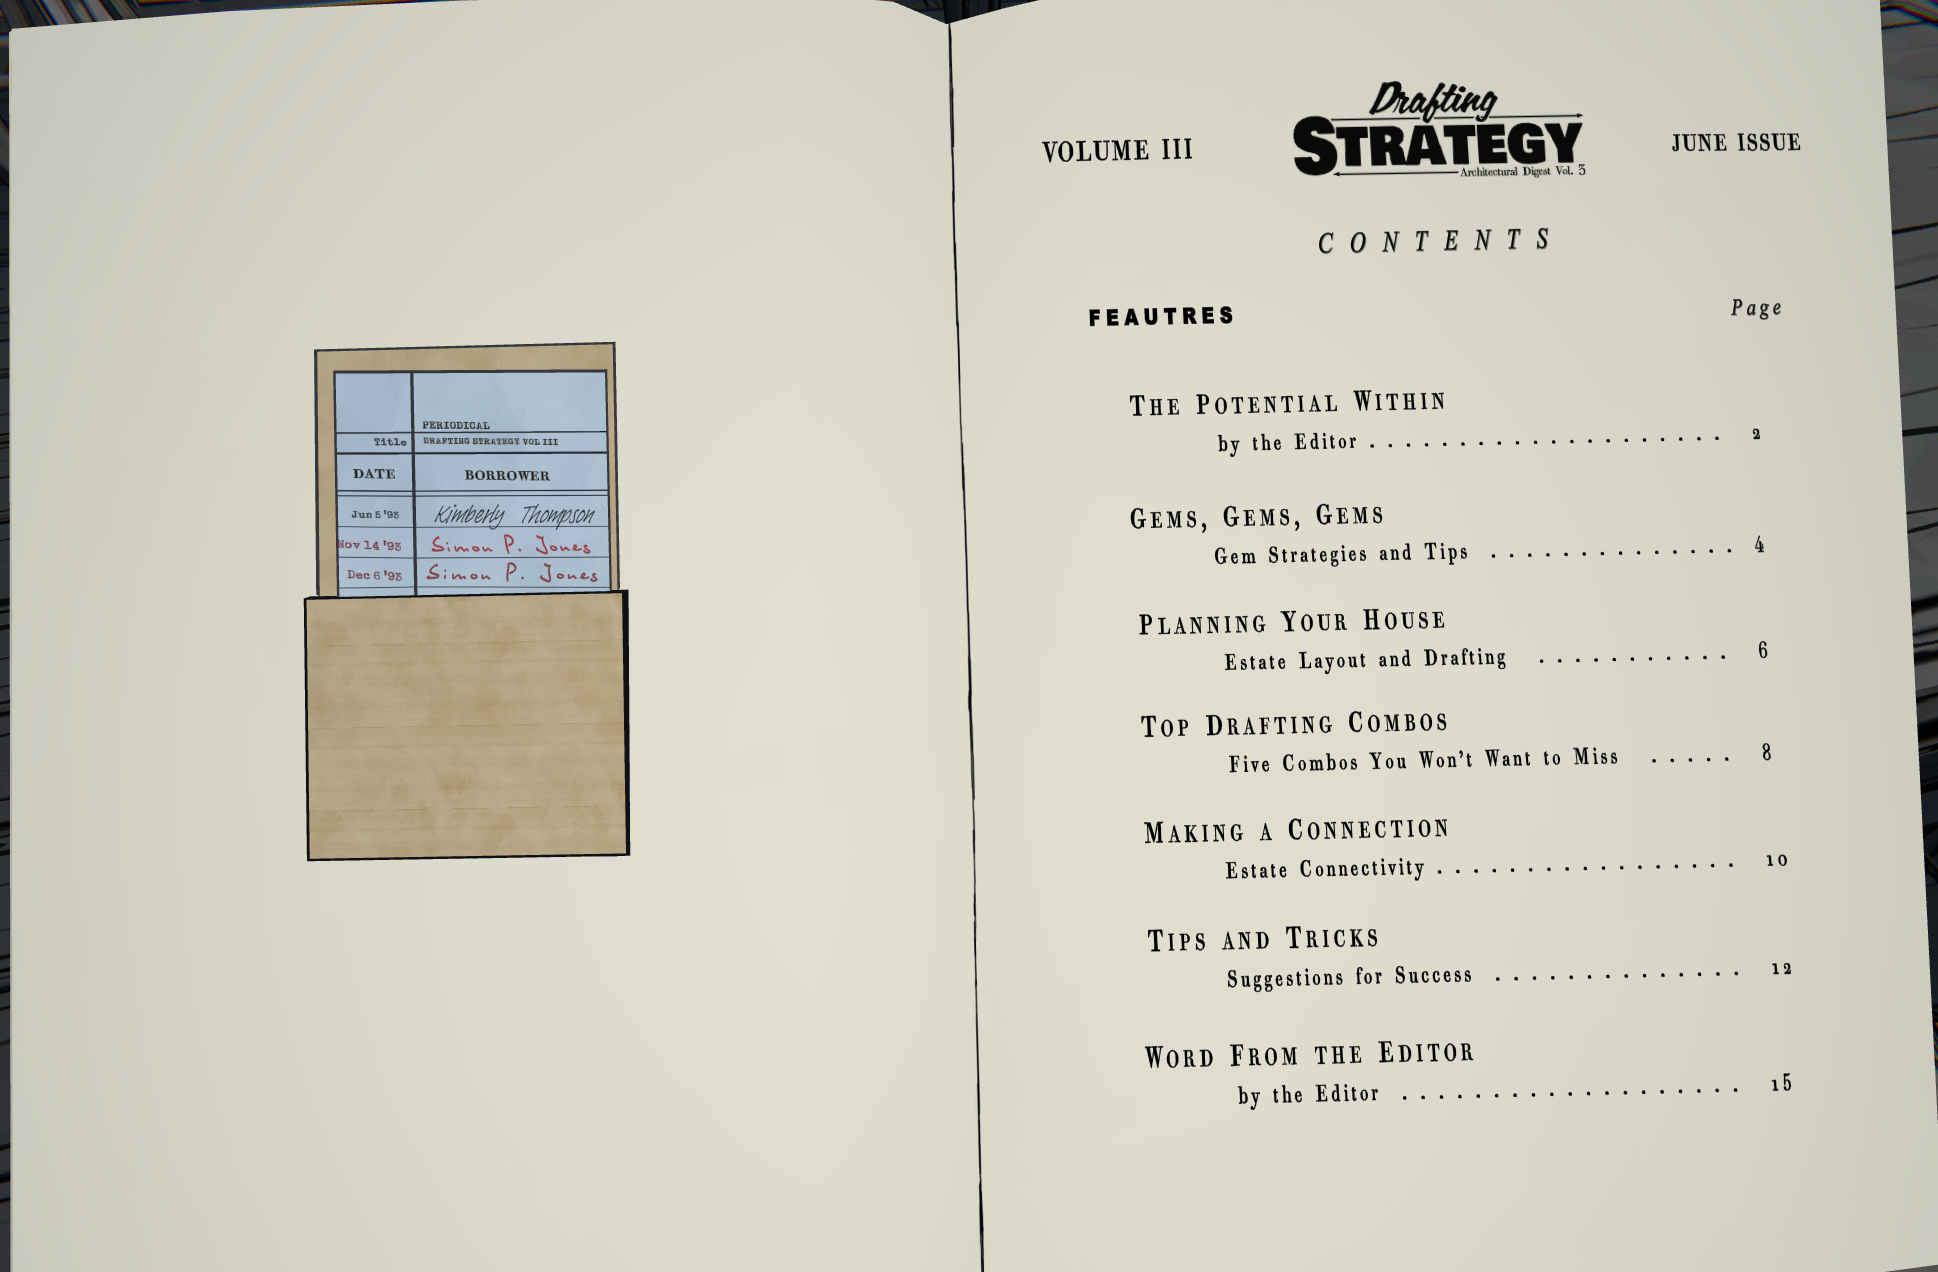 PERIODICAL
Title DRAFTING STRATEGY VOL III
DATE BORROWER
Jun 5 '93 Kimberly Thompson
Nov 14 '93 Simon P. Jones
Dec 6 '93 Simon P. Jones
VOLUME III
Drafting
STRATEGY
Architectural Digest Vol. 3
JUNE ISSUE
CONTENTS
FEAUTRES Page
THE POTENTIAL WITHIN
by the Editor . . . . . . . . . . . . . . . . . . . . 2
GEMS, GEMS, GEMS
Gem Strategies and Tips . . . . . . . . . . . . . . 4
PLANNING YOUR HOUSE
Estate Layout and Drafting . . . . . . . . . . . 6
TOP DRAFTING COMBOS
Five Combos You Won't Want to Miss . . . . . 8
MAKING A CONNECTION
Estate Connectivity . . . . . . . . . . . . . . . . . 10
TIPS AND TRICKS
Suggestions for Success . . . . . . . . . . . . . . 12
WORD FROM THE EDITOR
by the Editor . . . . . . . . . . . . . . . . . . . 15